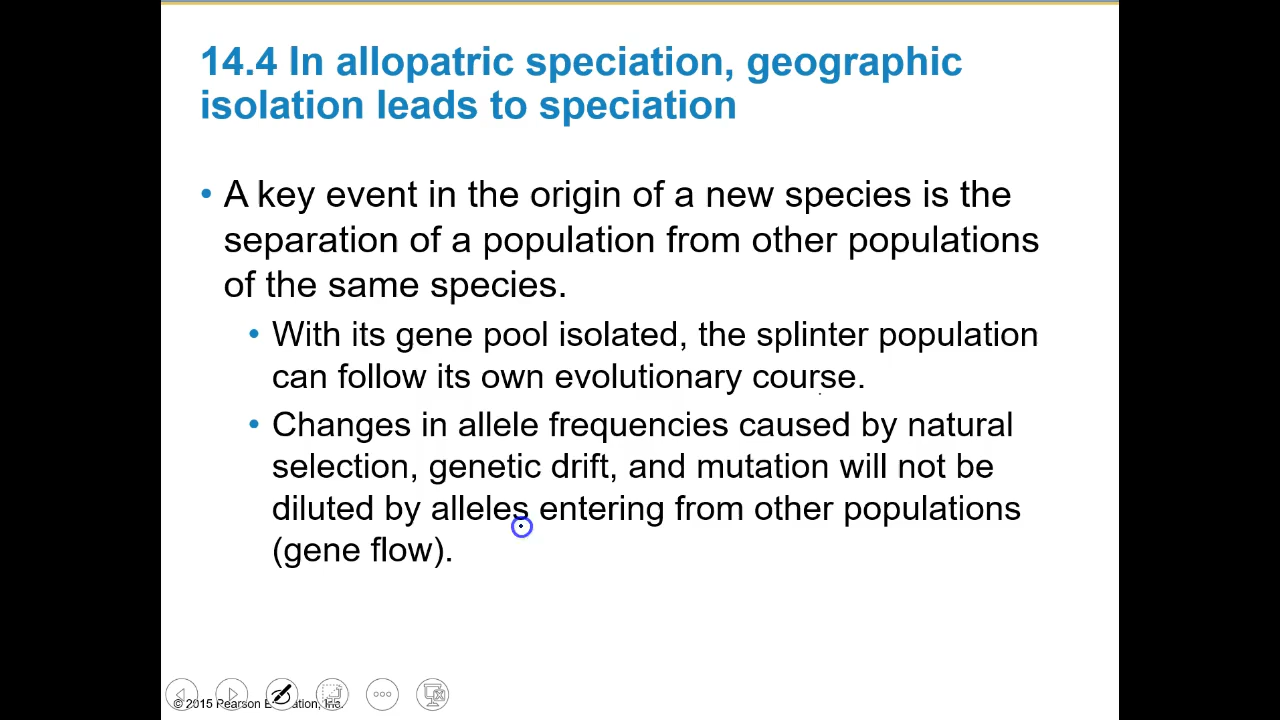 14.4 In allopatric speciation, geographic
isolation leads to speciation
• A key event in the origin of a new species is the
separation of a population from other populations
of the same species.
• With its gene pool isolated, the splinter population
can follow its own evolutionary course.
• Changes in allele frequencies caused by natural
selection, genetic drift, and mutation will not be
diluted by alleles entering from other populations
(gene flow).
© 2015 Pearson Inc.